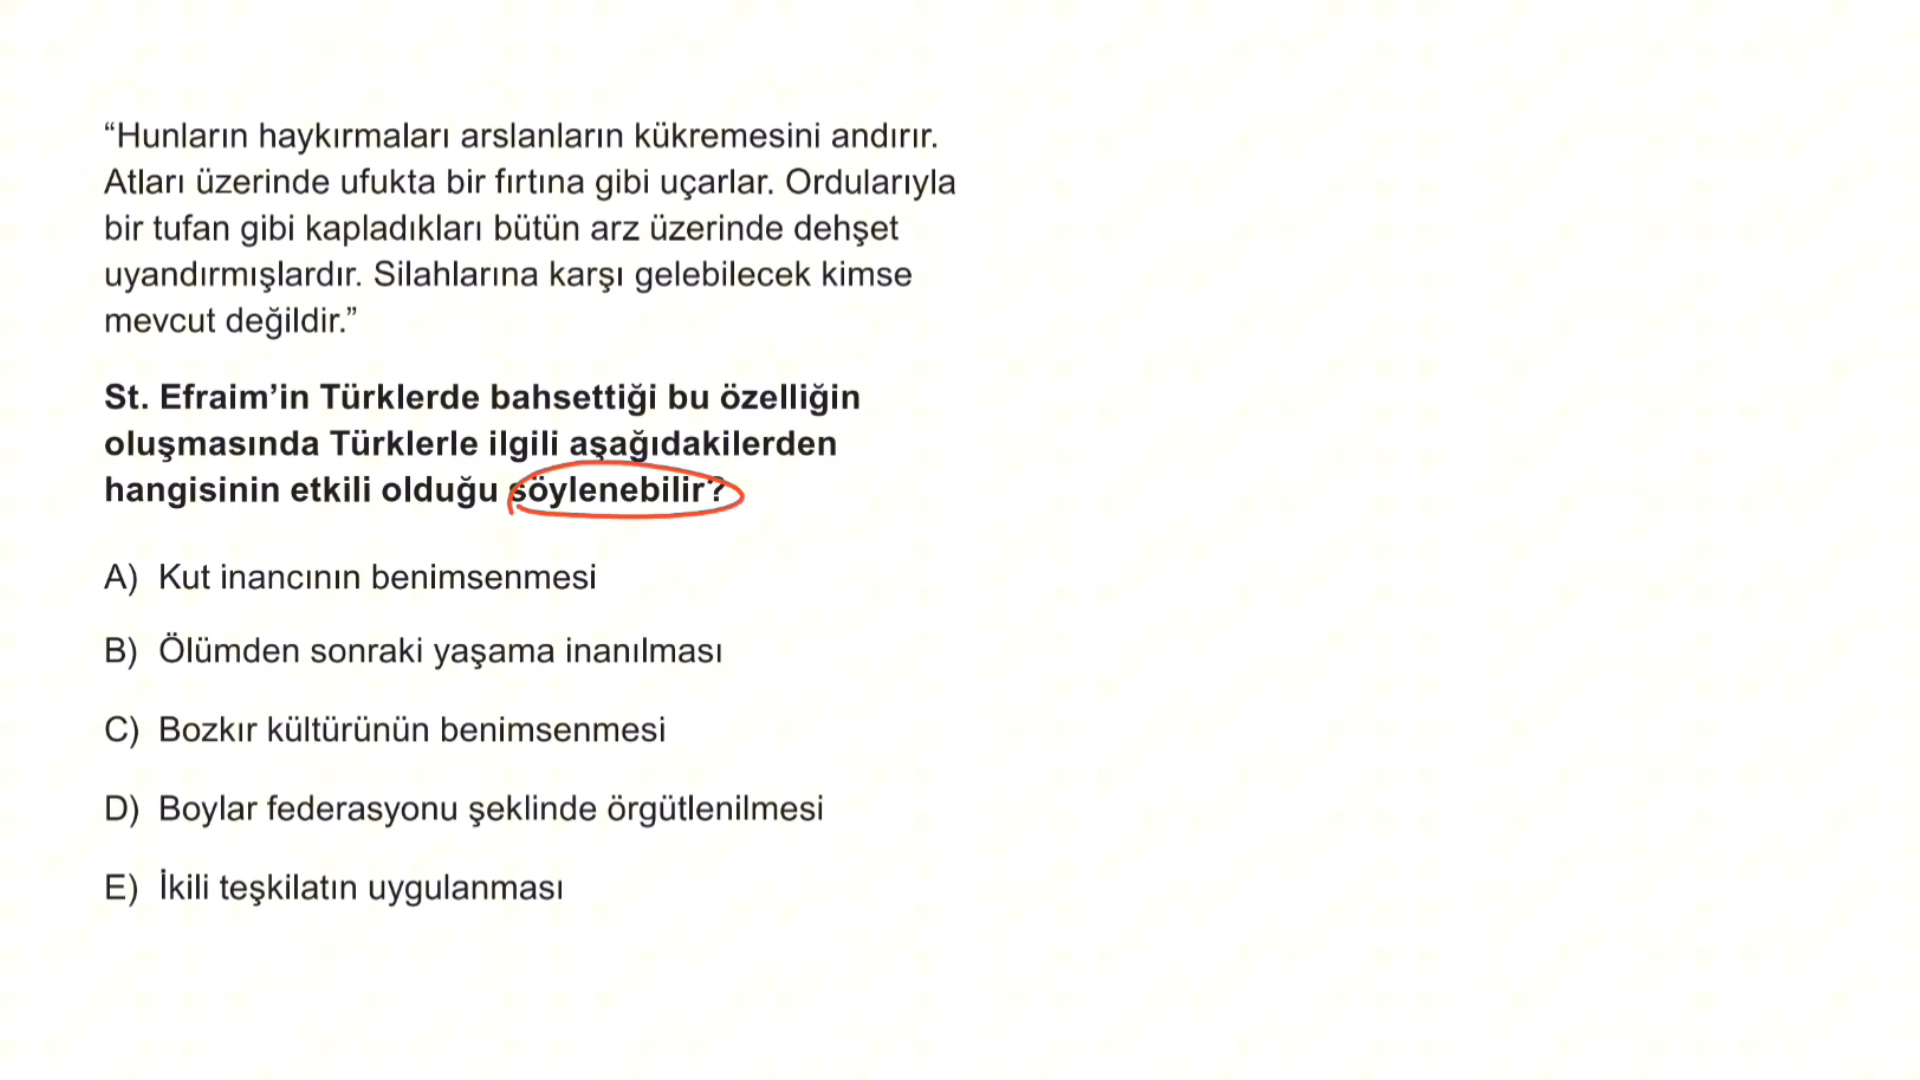 “Hunların haykırmaları arslanların kükremesini andırır.
Atları üzerinde ufukta bir fırtına gibi uçarlar. Ordularıyla
bir tufan gibi kapladıkları bütün arz üzerinde dehşet
uyandırmışlardır. Silahlarına karşı gelebilecek kimse
mevcut değildir.”
St. Efraim’in Türklerde bahsettiği bu özelliğin
oluşmasında Türklerle ilgili aşağıdakilerden
hangisinin etkili olduğu söylenebilir?
A) Kut inancının benimsenmesi
B) Ölümden sonraki yaşama inanılması
C) Bozkır kültürünün benimsenmesi
D) Boylar federasyonu şeklinde örgütlenilmesi
E) İkili teşkilatın uygulanması